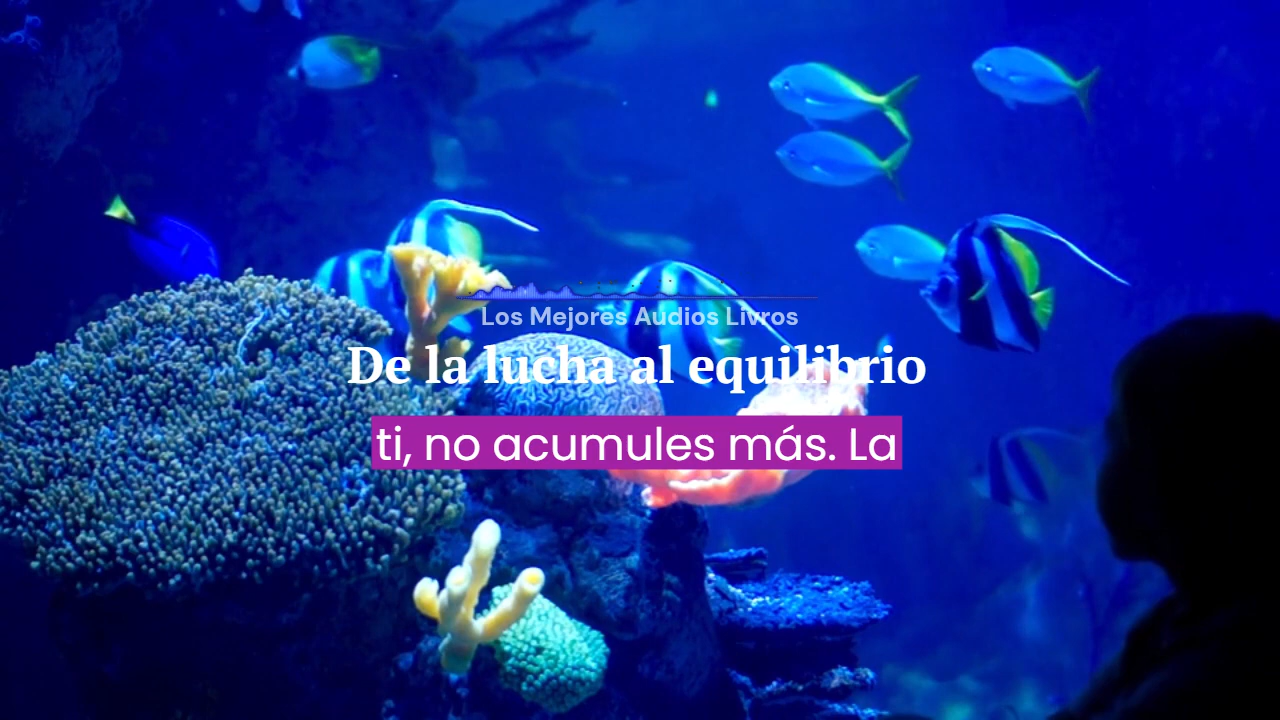 Los Mejores Audios Livros
De la lucha al equilibrio
ti, no acumules más. La